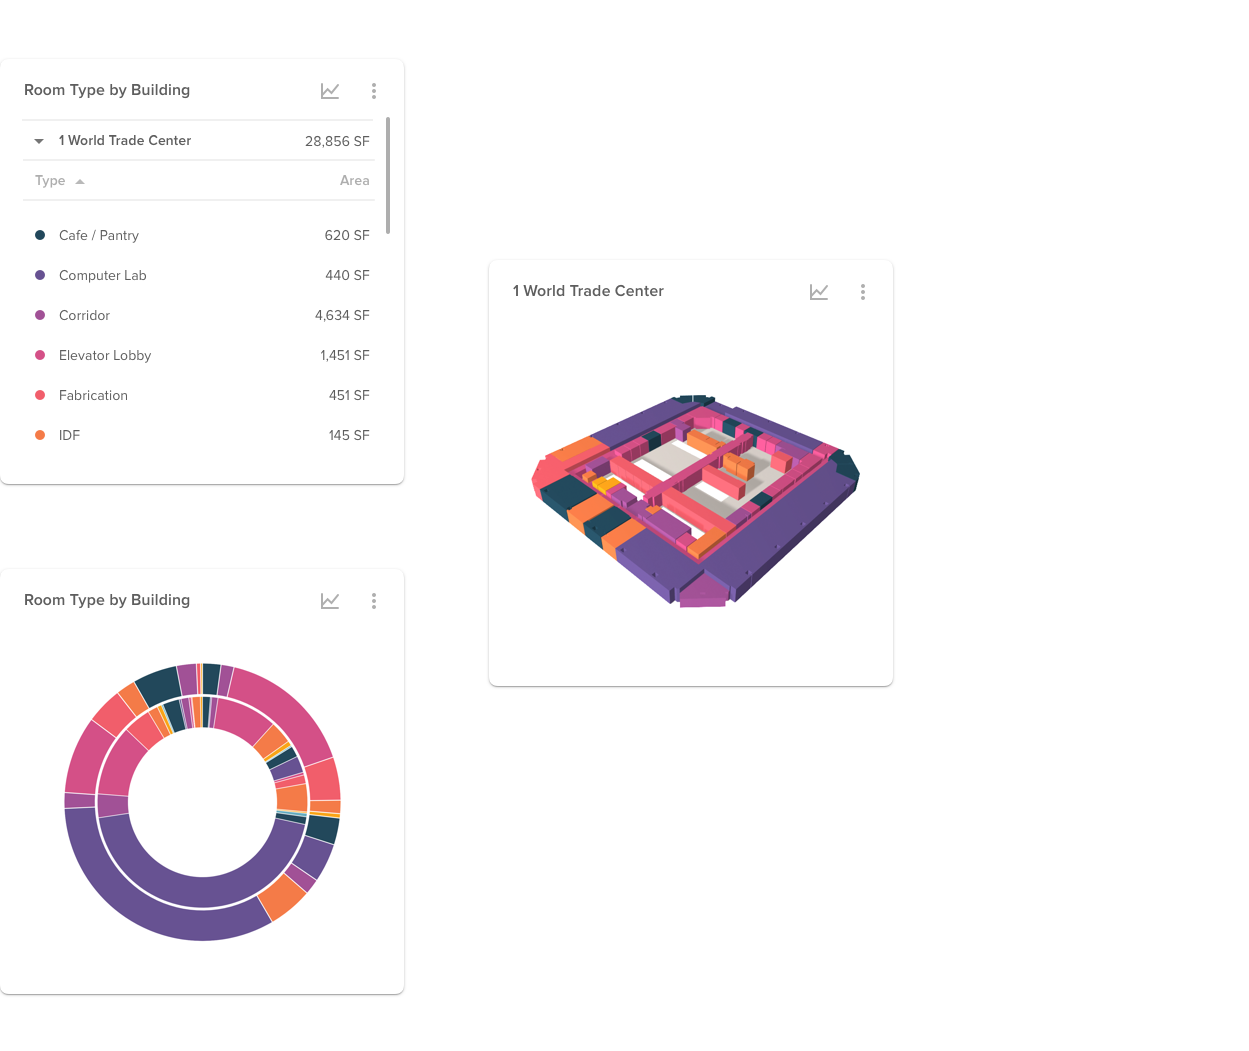 Room Type by Building
1 World Trade Center 28,856 SF
Type Area
Cafe / Pantry 620 SF
Computer Lab 440 SF
Corridor 4,634 SF
Elevator Lobby 1,451 SF
Fabrication 451 SF
IDF 145 SF
1 World Trade Center
Room Type by Building